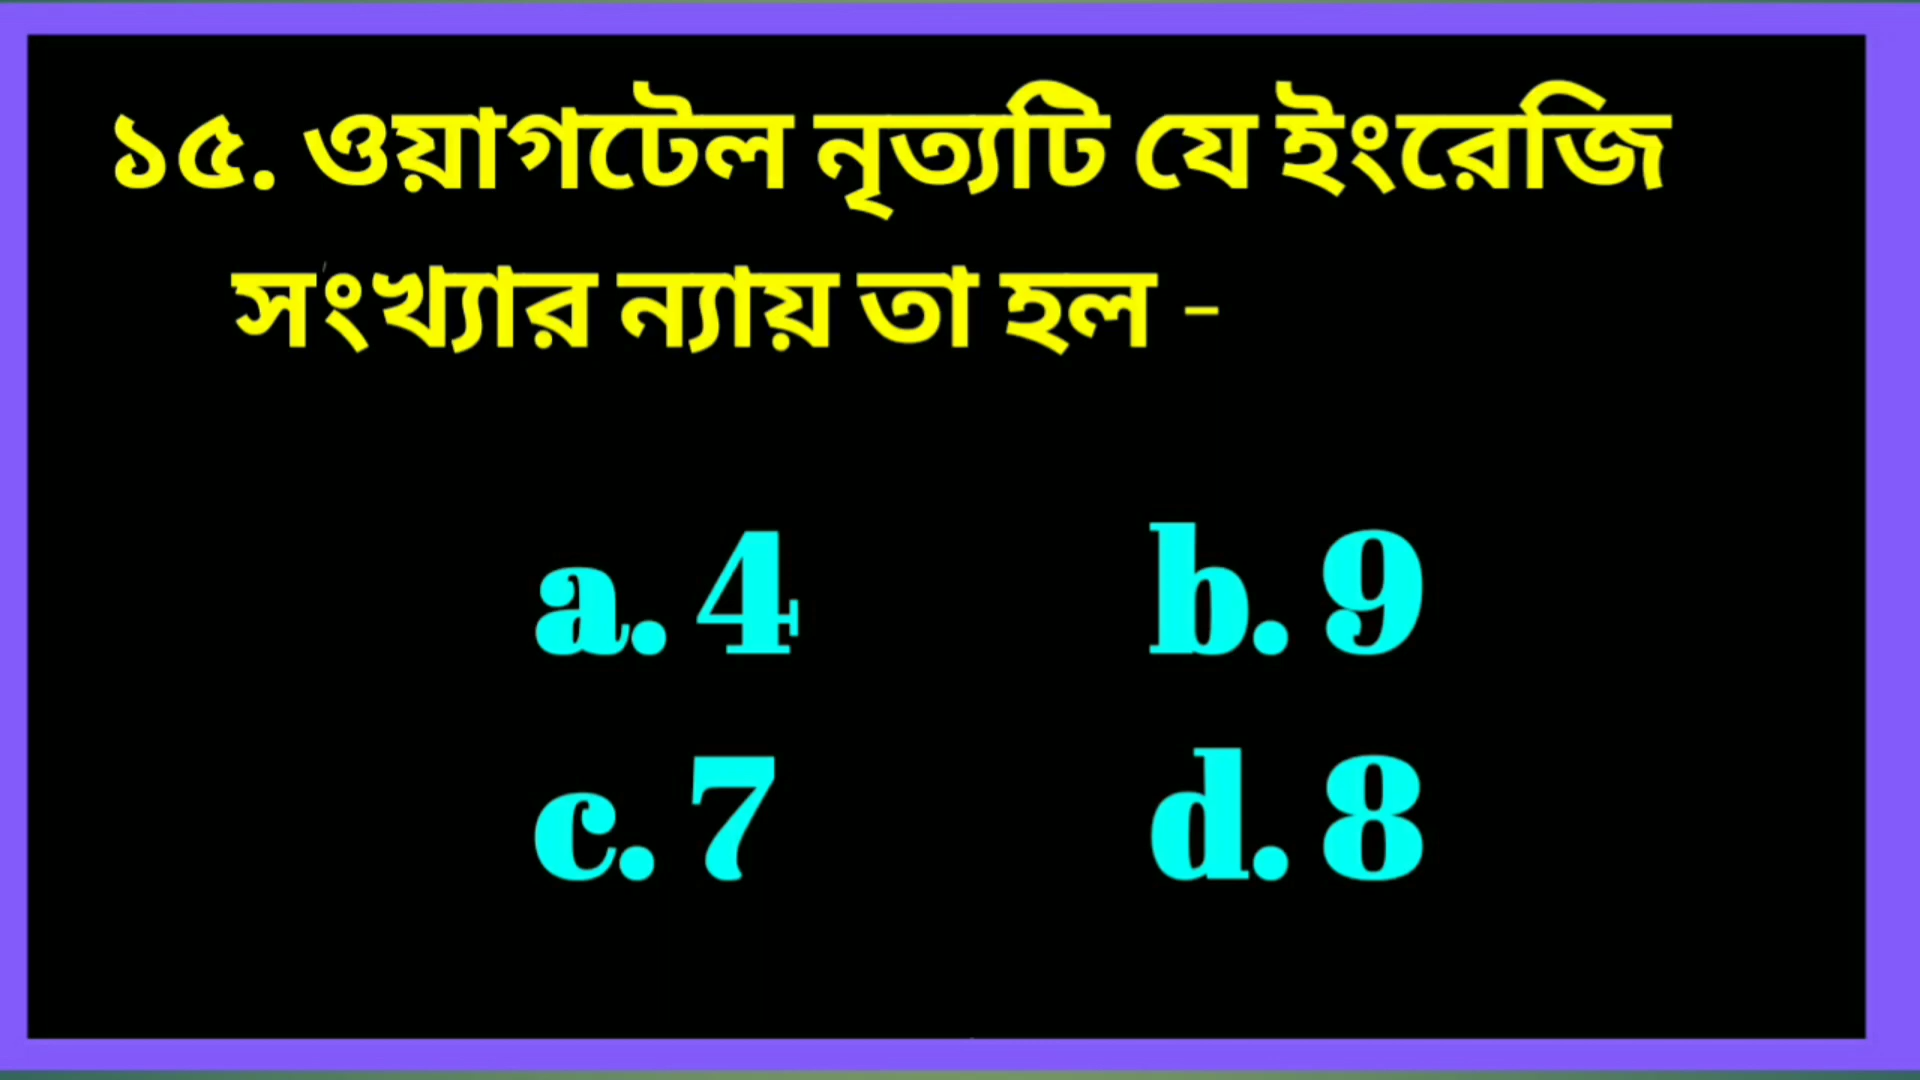 ১৫. ওয়াগটেল নৃত্যটি যে ইংরেজি
সংখ্যার ন্যায় তা হল -
a. 4 b. 9
c. 7 d. 8